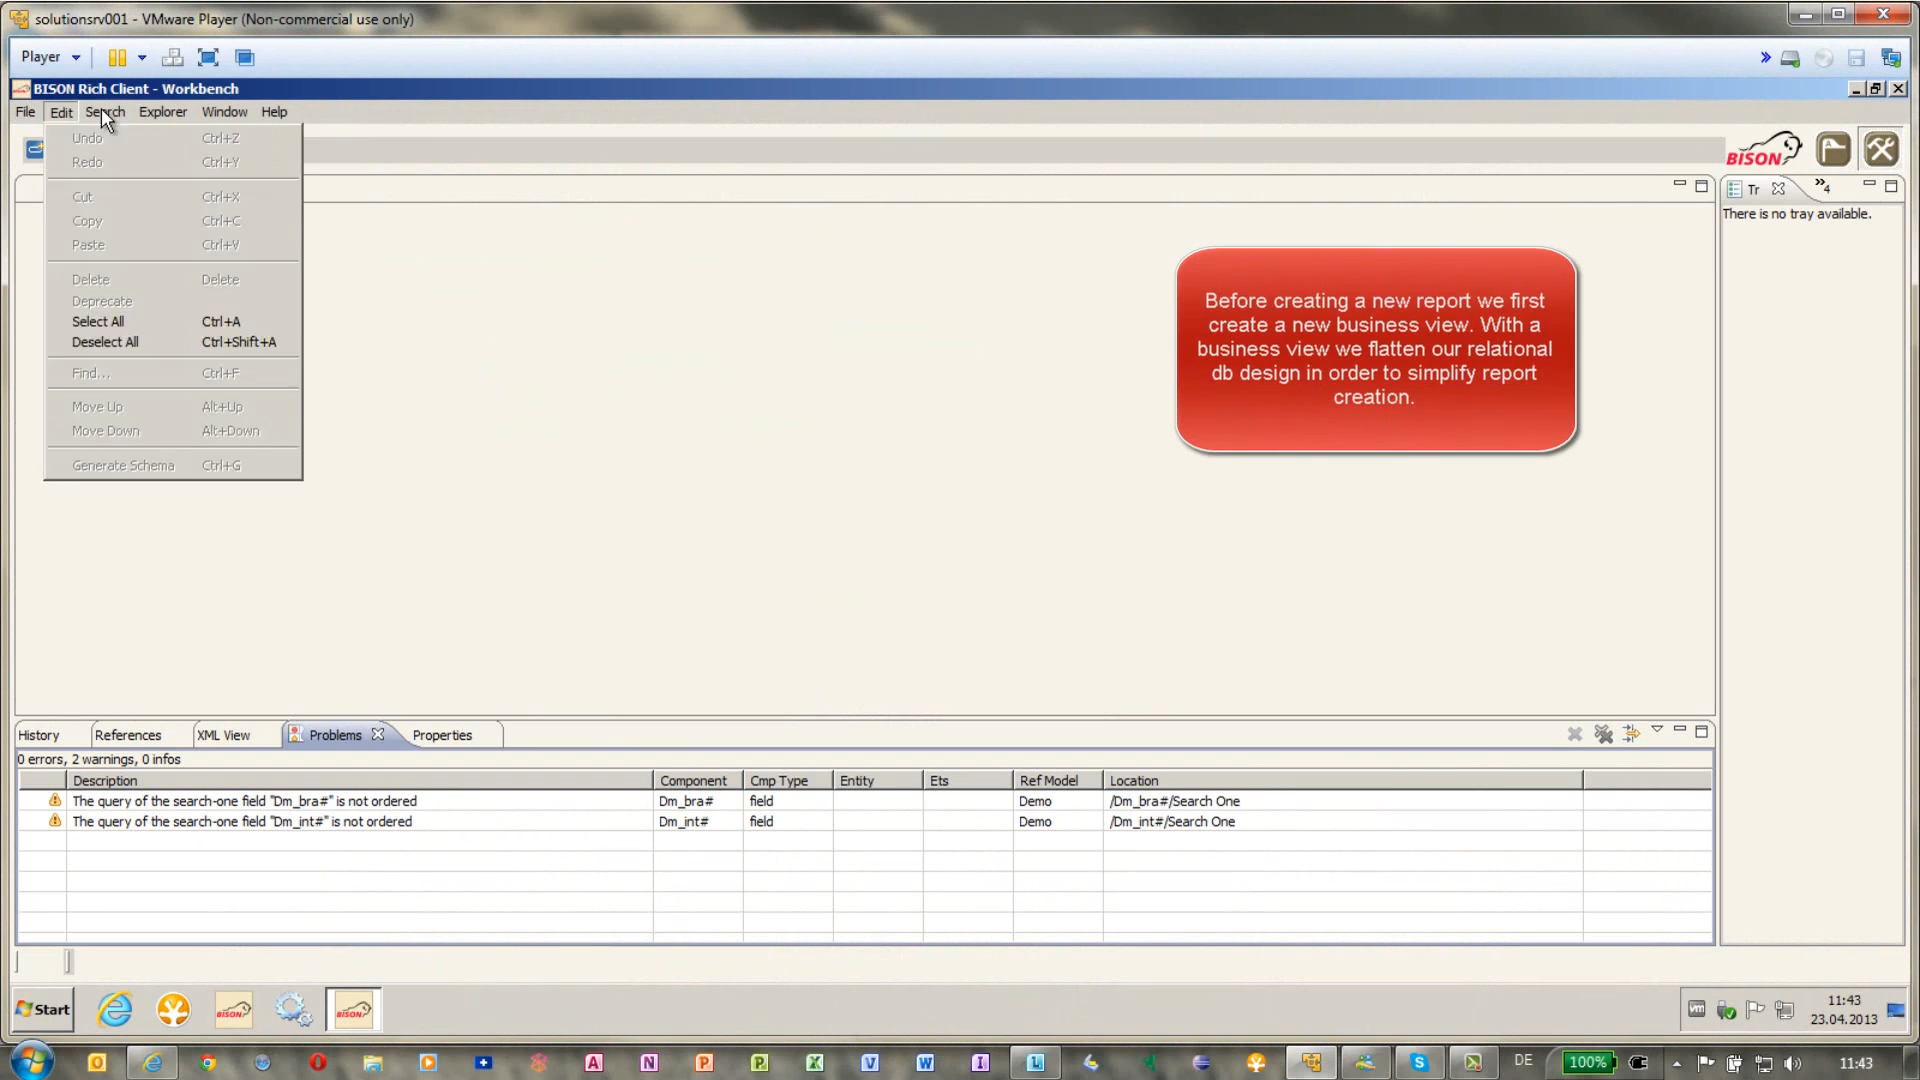 solutionsrv001 - VMware Player (Non-commercial use only)
Player
BISON Rich Client - Workbench
File Edit Search Explorer Window Help
Undo Ctrl+Z
Redo Ctrl+Y
Cut Ctrl+X
Copy Ctrl+C
Paste Ctrl+V
Delete Delete
Deprecate
Select All Ctrl+A
Deselect All Ctrl+Shift+A
Find... Ctrl+F
Move Up Alt+Up
Move Down Alt+Down
Generate Schema Ctrl+G
BISON
Tr »4
There is no tray available.
Before creating a new report we first
create a new business view. With a
business view we flatten our relational
db design in order to simplify report
creation.
History References XML View Problems Properties
0 errors, 2 warnings, 0 infos
Description Component Cmp Type Entity Ets Ref Model Location
The query of the search-one field "Dm_bra#" is not ordered Dm_bra# field Demo /Dm_bra#/Search One
The query of the search-one field "Dm_int#" is not ordered Dm_int# field Demo /Dm_int#/Search One
Start BISON BISON
11:43
23.04.2013
DE 100% 11:43